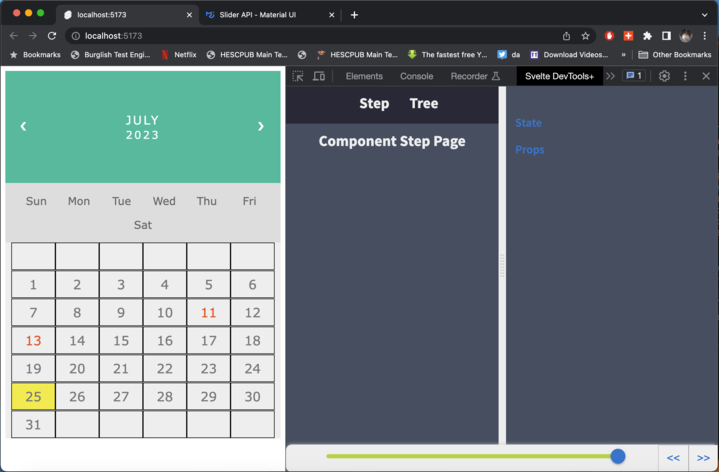 localhost:5173
Slider API - Material UI
localhost:5173
Bookmarks
Burglish Test Engi...
Netflix
HESCPUB Main Te...
HESCPUB Main Te...
The fastest free Y...
da
Download Videos...
»
Other Bookmarks
Elements
Console
Recorder
Svelte DevTools+
1
JULY
2023
Step
Tree
Component Step Page
State
Props
Sun Mon Tue Wed Thu Fri
Sat
1 2 3 4 5 6
7 8 9 10 11 12
13 14 15 16 17 18
19 20 21 22 23 24
25 26 27 28 29 30
31
<< >>